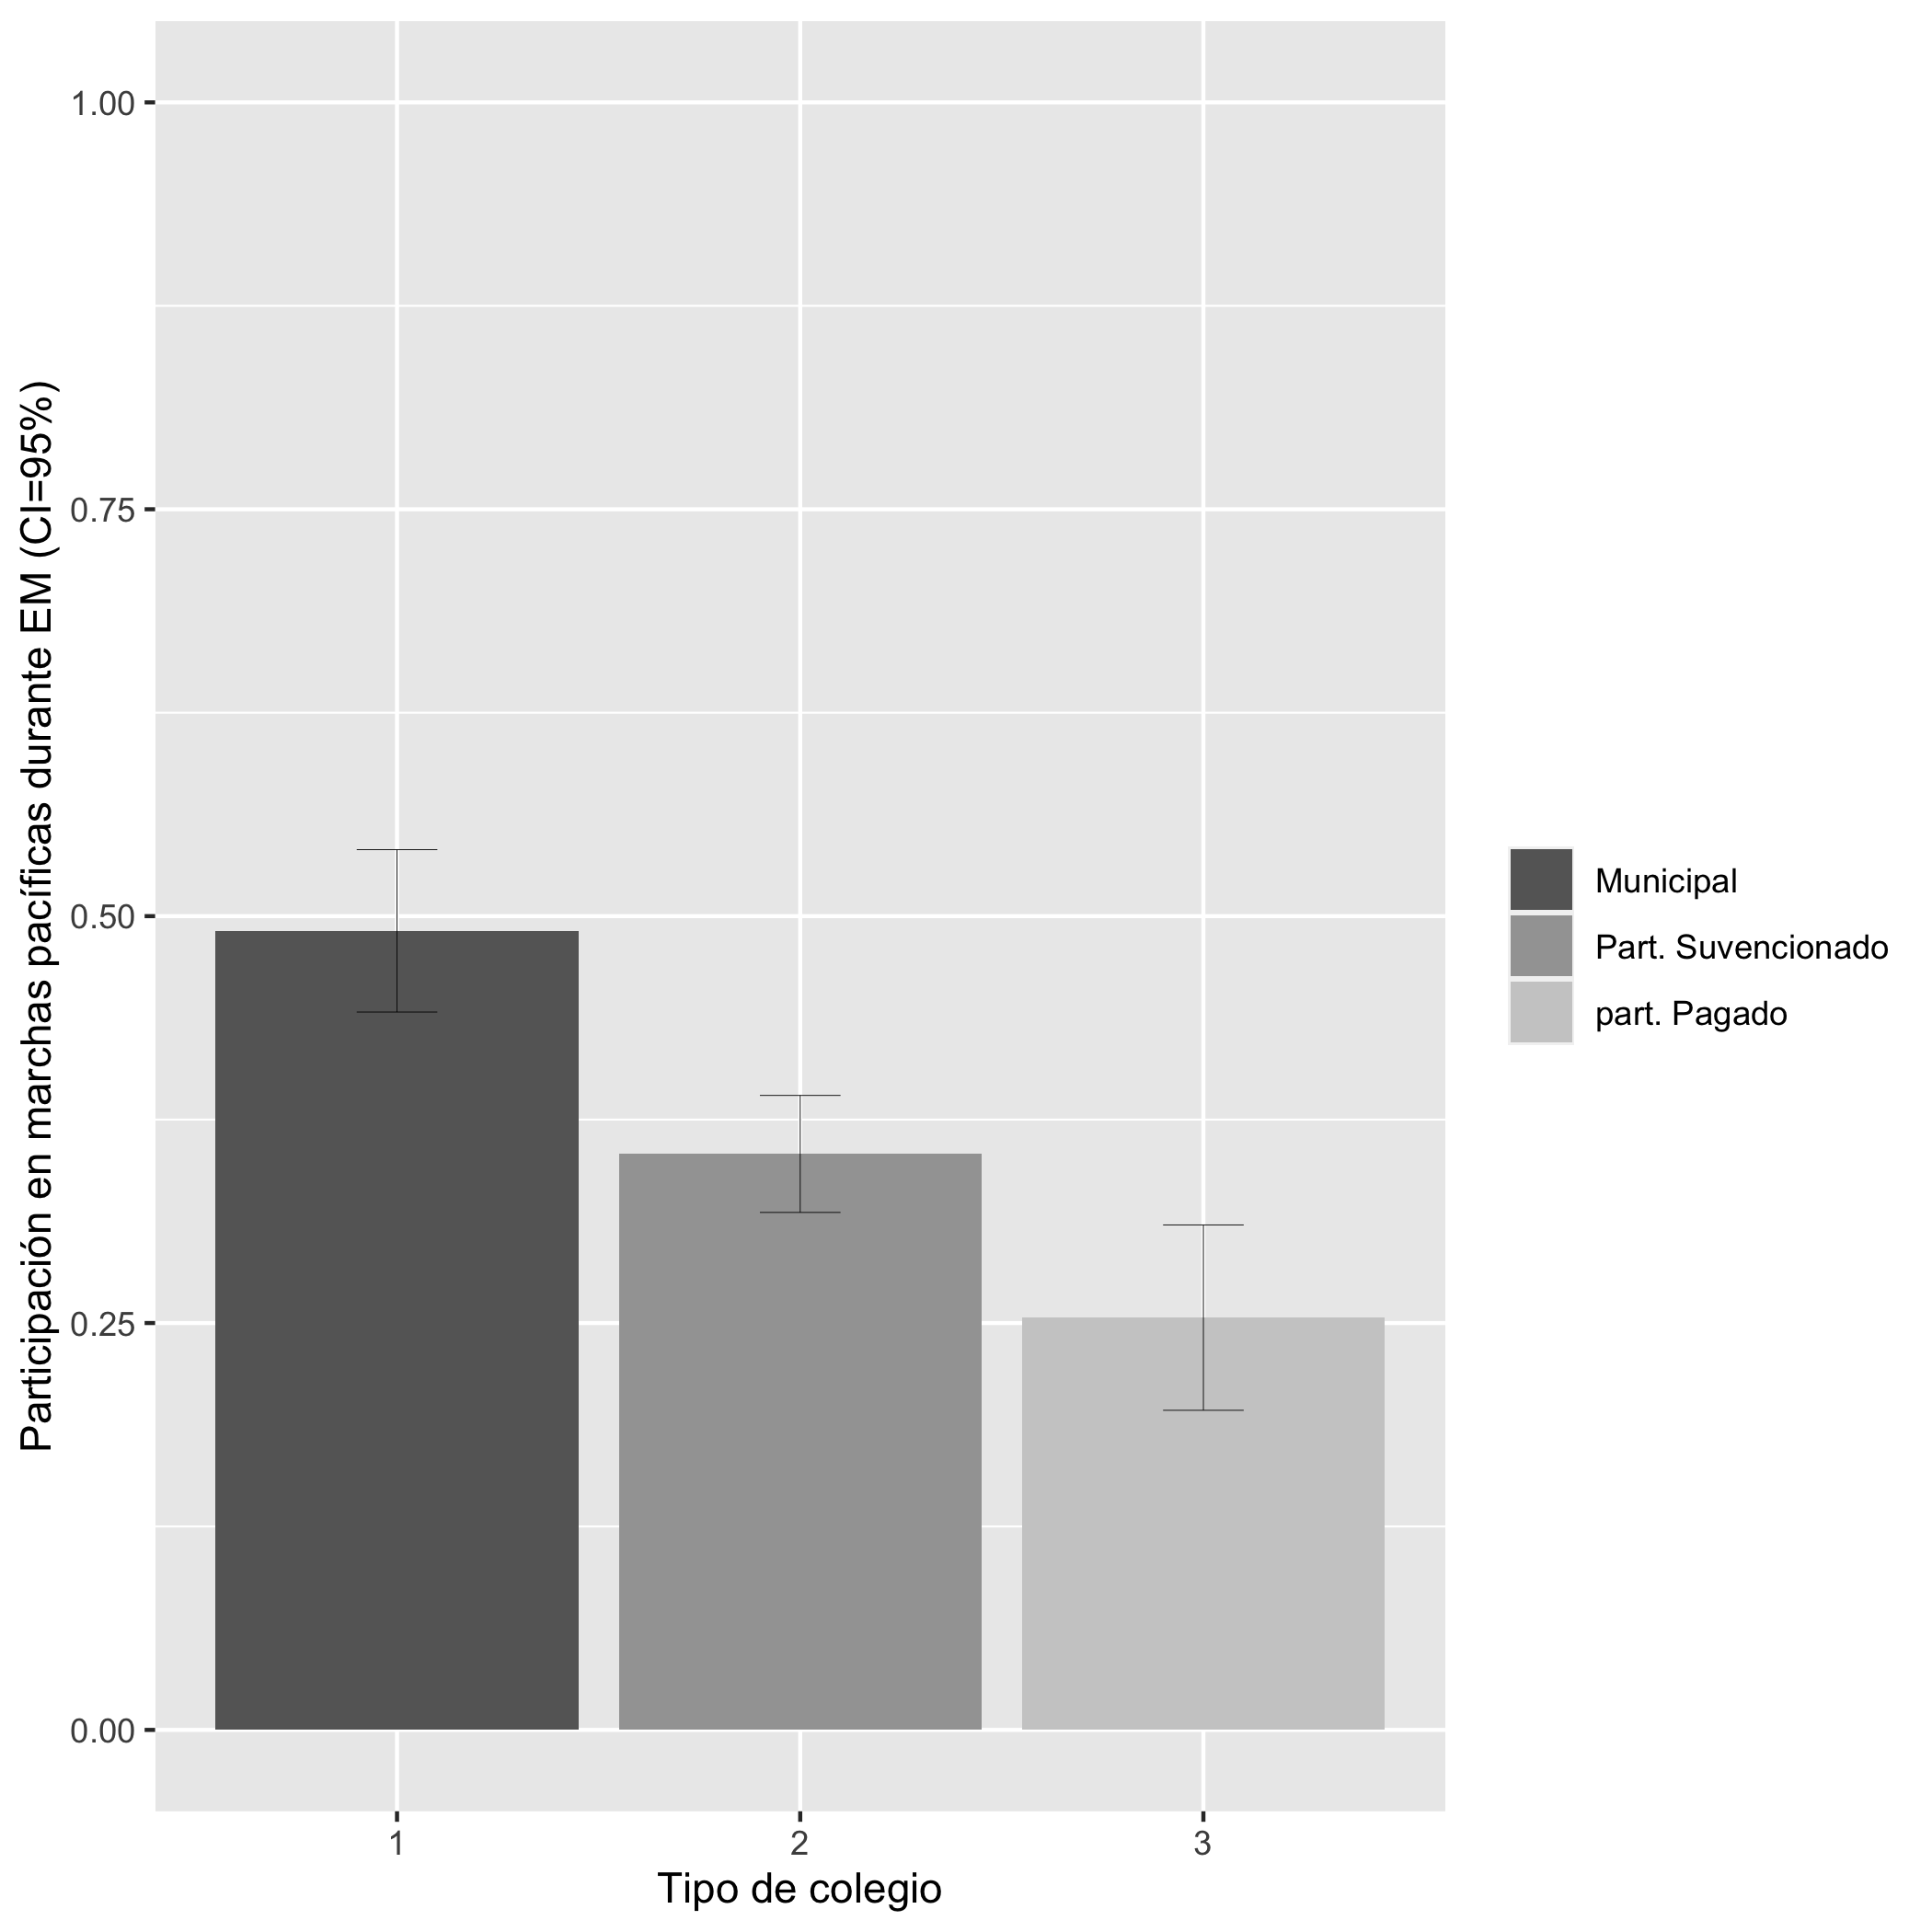 Participación en marchas pacíficas durante EM (CI=95%)
1.00
0.75
0.50
0.25
0.00
1
2
3
Tipo de colegio
Municipal
Part. Suvencionado
part. Pagado